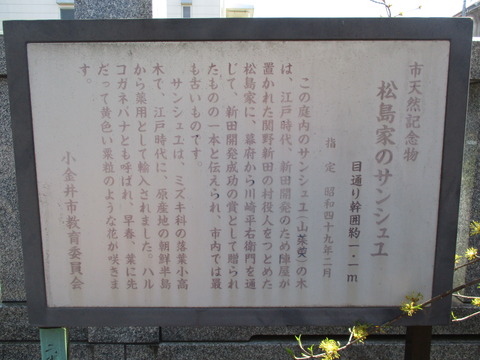 市天然記念物
松島家のサンシュユ
目通り幹囲約一・一m
指定 昭和四十九年二月
この庭内のサンシュユ(山茱萸)の木
は、江戸時代、新田開発のため陣屋が
置かれた関野新田の村役人をつとめた
松島家に、幕府から川崎平右衛門を通
じて、新田開発成功の賞として贈られ
たものの一本と伝えられ、市内では最
も古いものです。
サンシュユは、ミズキ科の落葉小高
木で、江戸時代に、原産地の朝鮮半島
から薬用として輸入されました。ハル
コガネバナとも呼ばれ、早春、葉に先
だって黄色い粟粒のような花が咲きま
す。
小金井市教育委員会